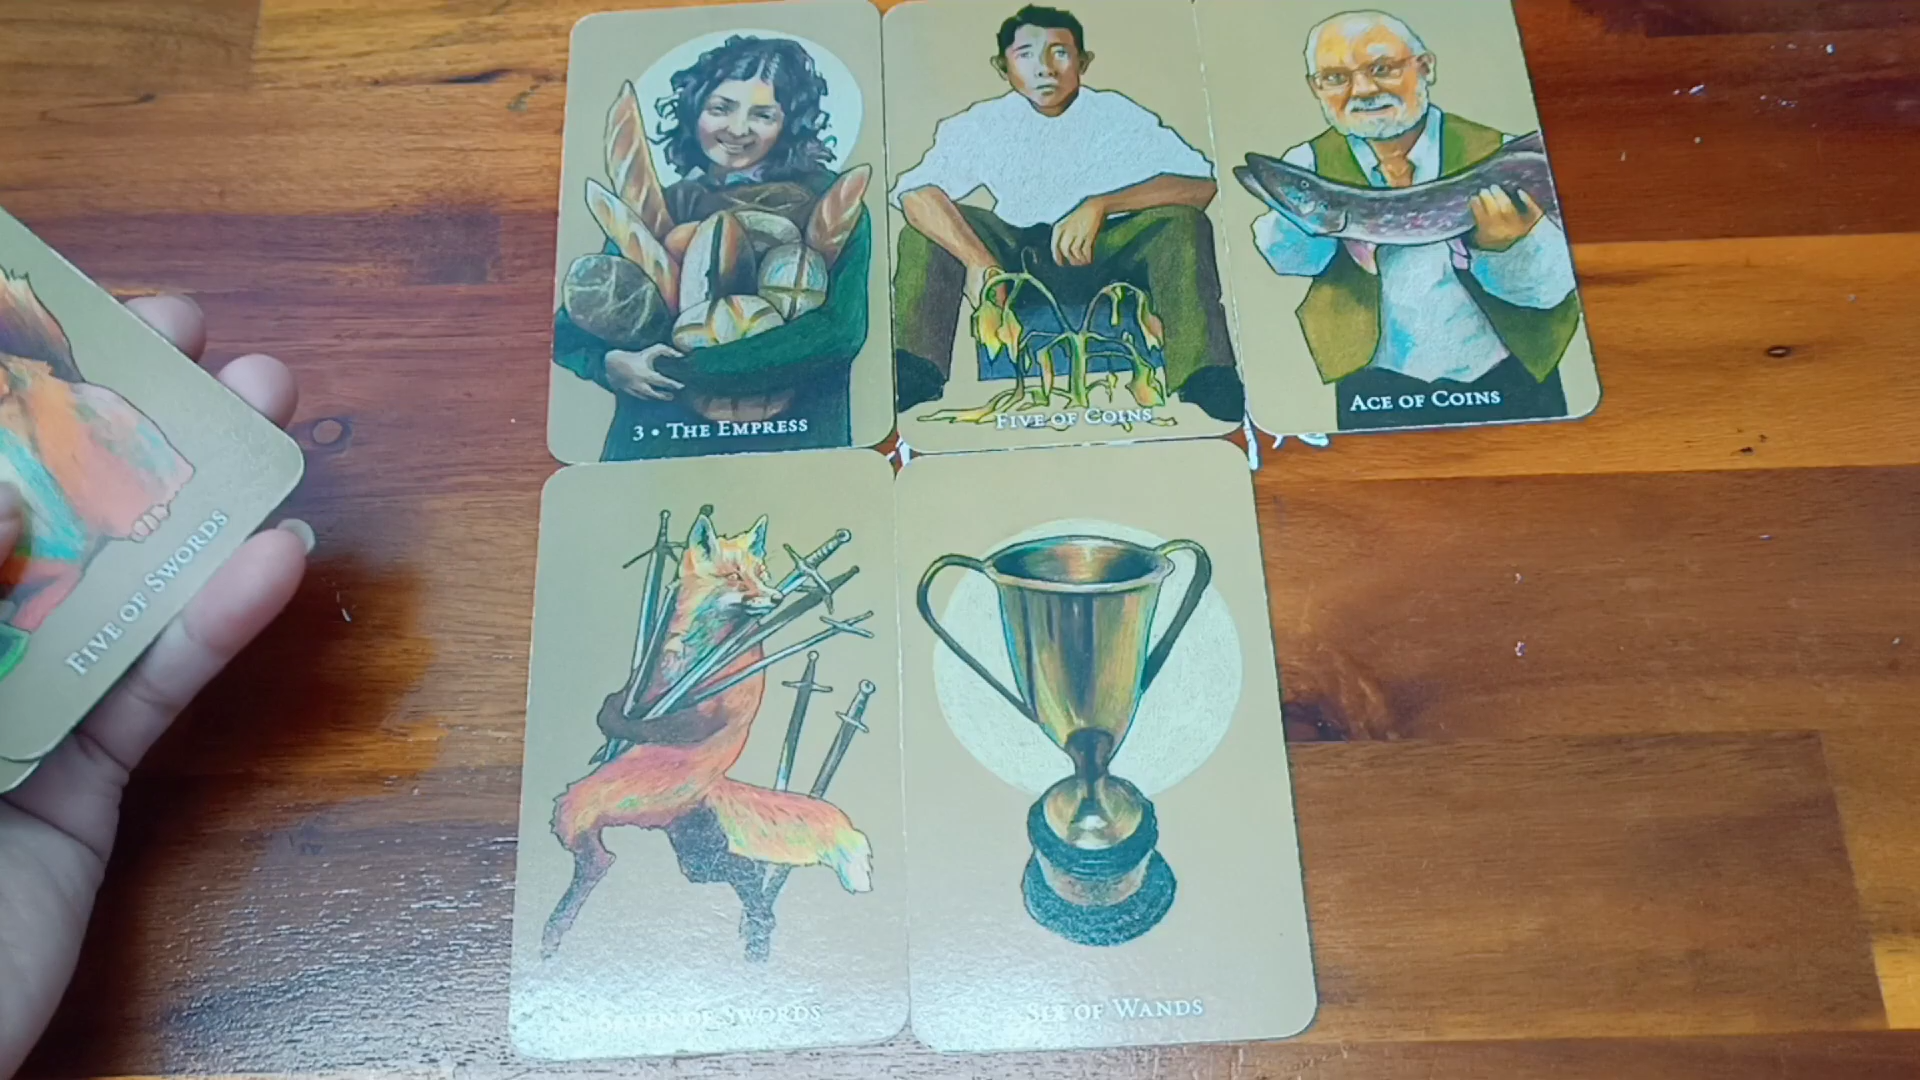 3 • THE EMPRESS
FIVE OF COINS
ACE OF COINS
FIVE OF SWORDS
SEVEN OF SWORDS
SIX OF WANDS